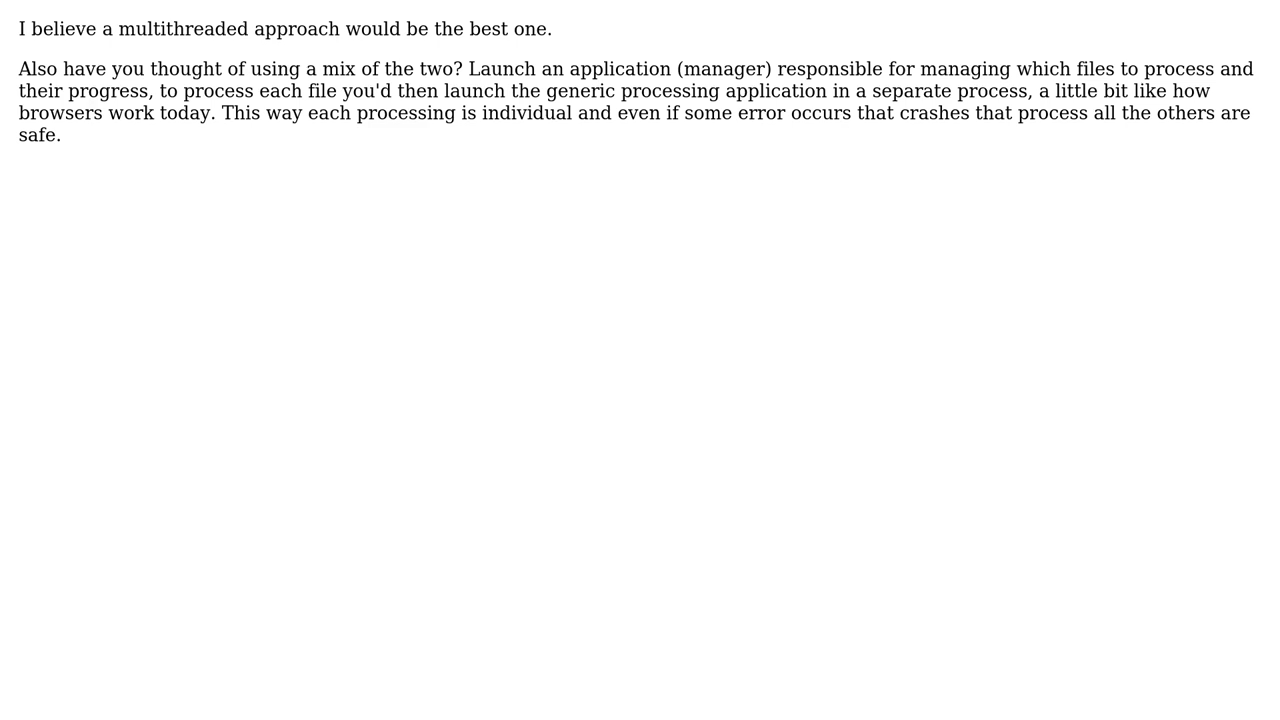 I believe a multithreaded approach would be the best one.
Also have you thought of using a mix of the two? Launch an application (manager) responsible for managing which files to process and
their progress, to process each file you'd then launch the generic processing application in a separate process, a little bit like how
browsers work today. This way each processing is individual and even if some error occurs that crashes that process all the others are
safe.